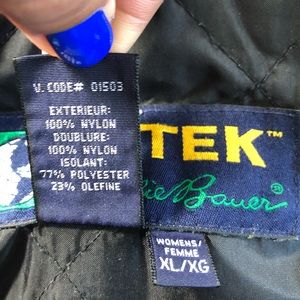 V. CODE# 01503
EXTERIEUR:
100% NYLON
DOUBLURE:
100% NYLON
ISOLANT:
77% POLYESTER
23% OLEFINE
TEK™
die Bauer®
WOMENS/
FEMME
XL/XG